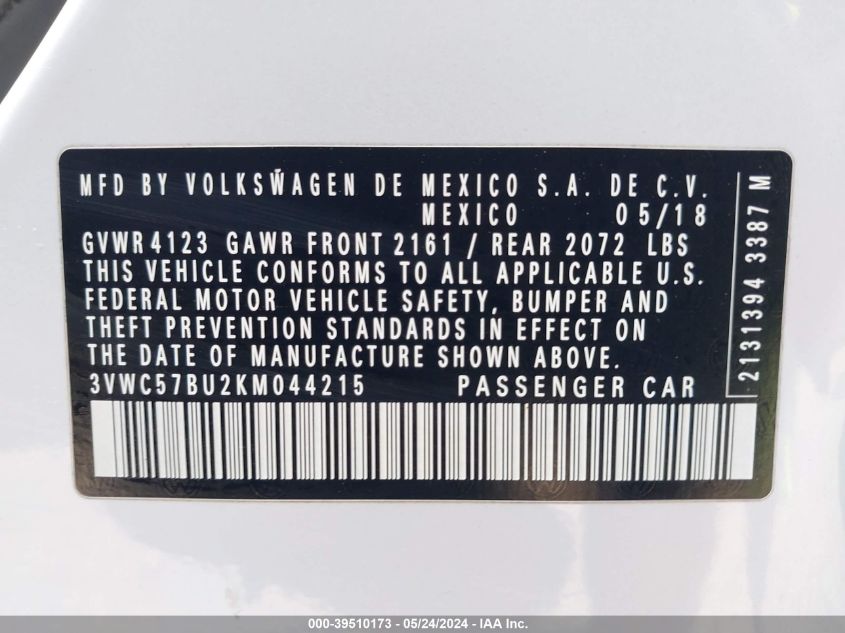 MFD BY VOLKSWAGEN DE MEXICO S.A. DE C.V.
MEXICO 05/18
GVWR 4123 GAWR FRONT 2161 / REAR 2072 LBS
THIS VEHICLE CONFORMS TO ALL APPLICABLE U.S.
FEDERAL MOTOR VEHICLE SAFETY, BUMPER AND
THEFT PREVENTION STANDARDS IN EFFECT ON
THE DATE OF MANUFACTURE SHOWN ABOVE.
3VWC57BU2KM044215 PASSENGER CAR
2131394 3387 M
000-39510173 - 05/24/2024 - IAA Inc.